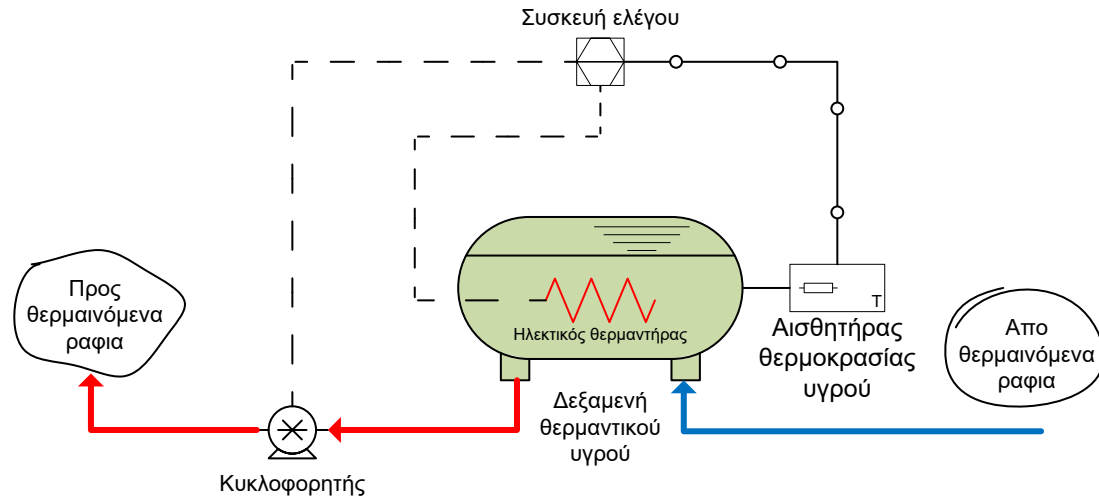 Συσκευή ελέγου
Προς
θερμαινόμενα
ραφια
Ηλεκτικός θερμαντήρας
T
Αισθητήρας
θερμοκρασίας
υγρού
Απο
θερμαινόμενα
ραφια
Δεξαμενή
θερμαντικού
υγρού
Κυκλοφορητής